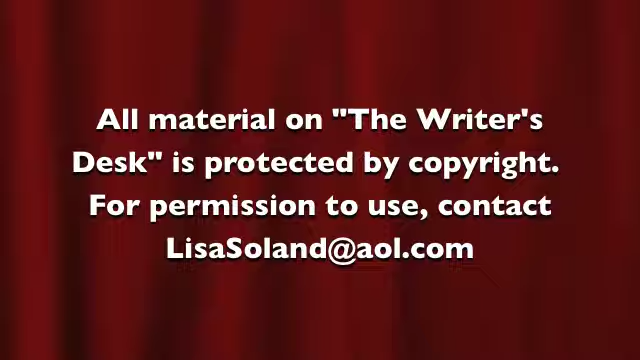 All material on "The Writer's
Desk" is protected by copyright.
For permission to use, contact
LisaSoland@aol.com